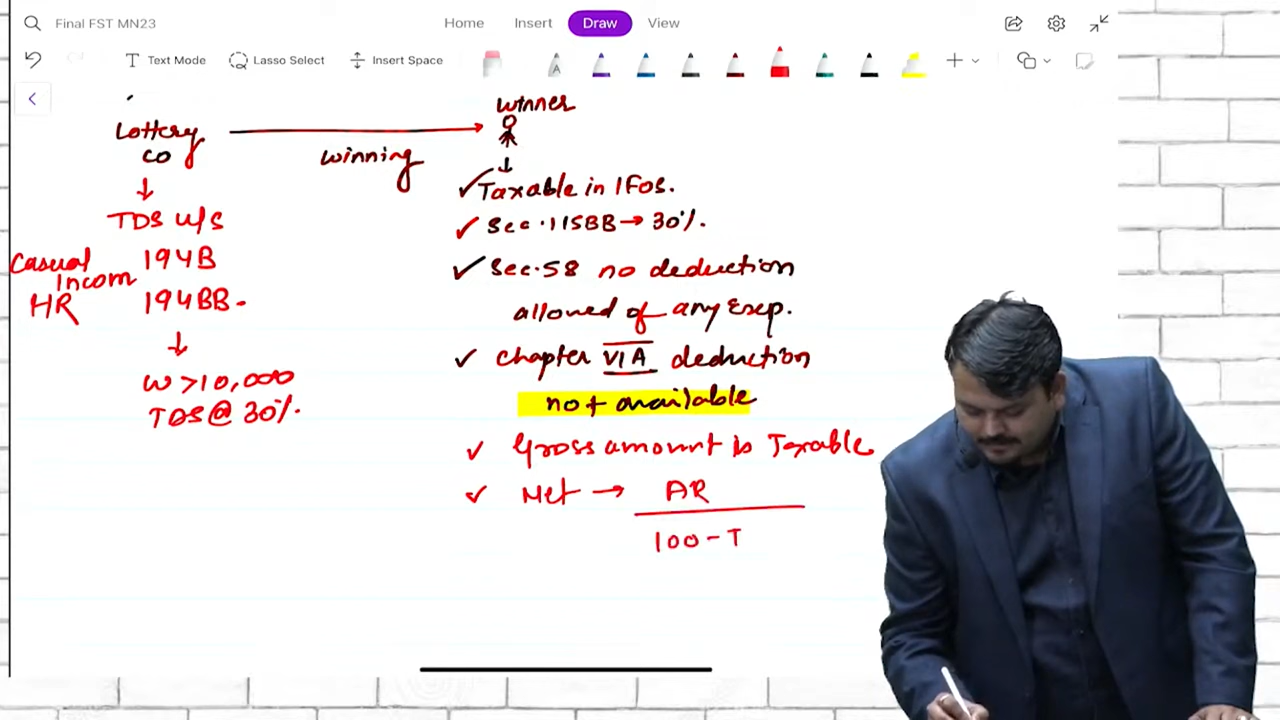 Final FST MN23
Home Insert Draw View
Text Mode Lasso Select Insert Space
A
Lottery
CO
winning
winner
TDS u/s
194B
Casual
Incom
HR
194BB.
W > 10,000
TDS @ 30%.
✓ Taxable in IFOS.
✓ Sec. 115BB → 30%.
✓ Sec. 58 no deduction
allowed of any Exep.
✓ Chapter VIA deduction
not available
✓ Gross amount is Taxable
✓ Net → AR
100 - T